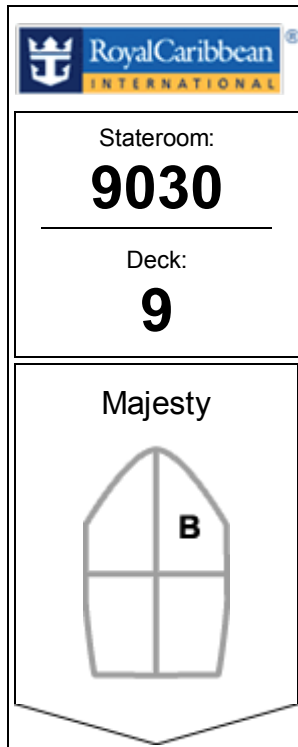 RoyalCaribbean®
INTERNATIONAL
Stateroom:
9030
Deck:
9
Majesty
B